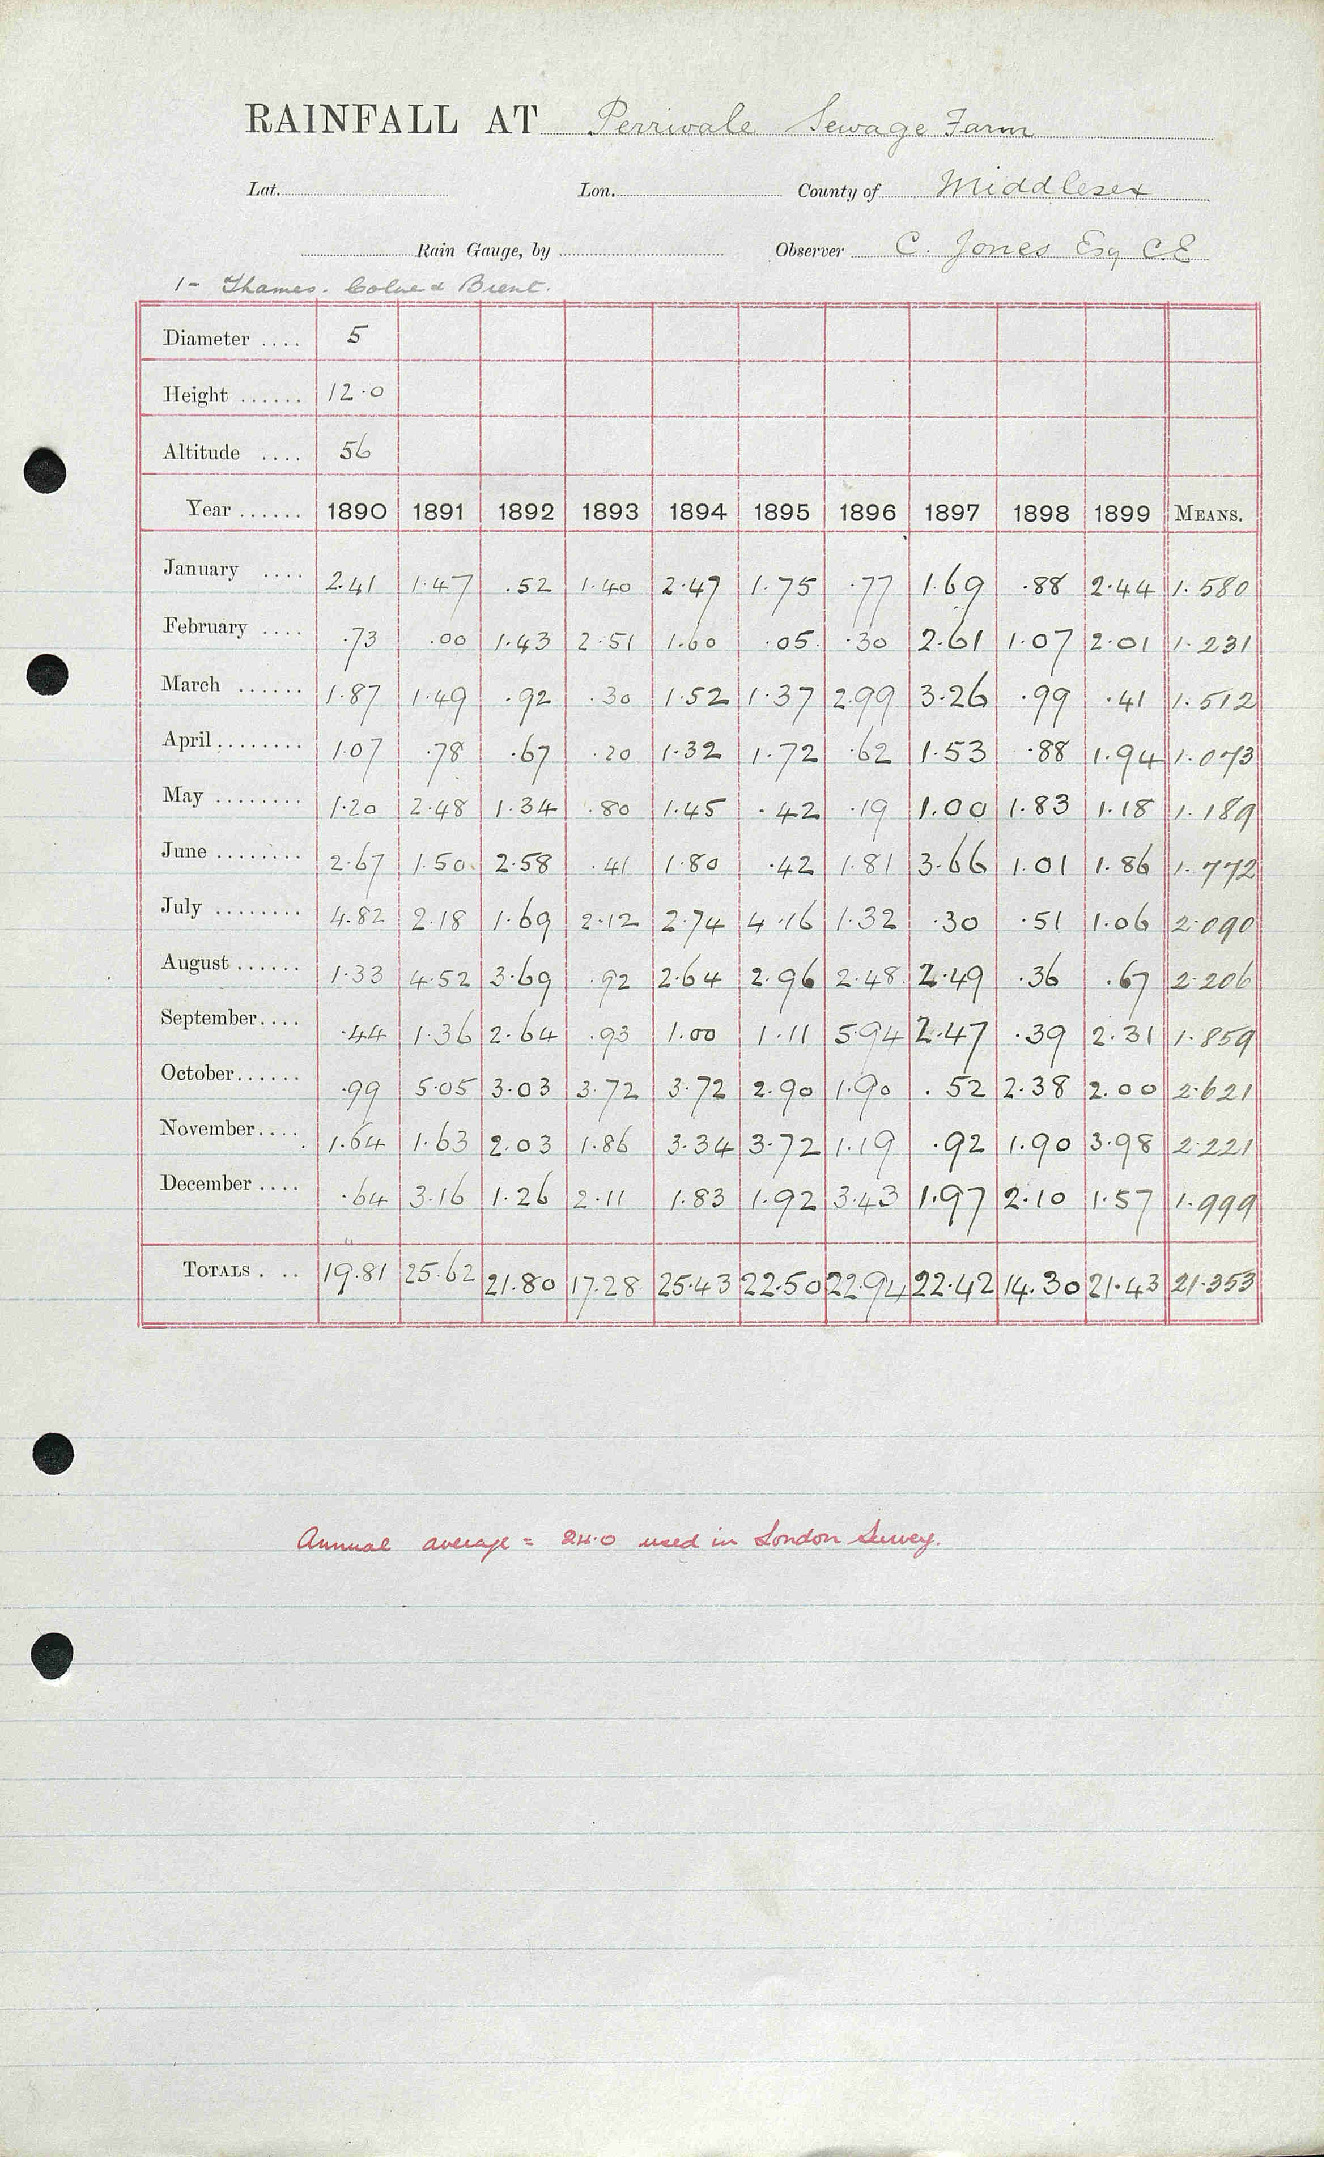 RAINFALL AT Perrivale Sewage Farm
Lat. Lon. County of Middlesex
Rain Gauge, by Observer C. Jones Esq C.E
1- Thames. Colne & Brent.
Diameter .... 5
Height ...... 12.0
Altitude .... 56
Year ...... 1890 1891 1892 1893 1894 1895 1896 1897 1898 1899 MEANS.
January .... 2.41 1.47 .52 1.40 2.47 1.75 .77 1.69 .88 2.44 1.580
February .... .73 .00 1.43 2.51 1.60 .05 .30 2.61 1.07 2.01 1.231
March ...... 1.87 1.49 .92 .30 1.52 1.37 2.99 3.26 .99 .41 1.512
April ........ 1.07 .78 .67 .20 1.32 1.72 .62 1.53 .88 1.94 1.073
May ........ 1.20 2.48 1.34 .80 1.45 .42 .19 1.00 1.83 1.18 1.189
June ........ 2.67 1.50 2.58 .41 1.80 .42 1.81 3.66 1.01 1.86 1.772
July ........ 4.82 2.18 1.69 2.12 2.74 4.16 1.32 .30 .51 1.06 2.090
August ...... 1.33 4.52 3.69 .92 2.64 2.96 2.48 2.49 .36 .67 2.206
September .... .44 1.36 2.64 .93 1.00 1.11 5.94 2.47 .39 2.31 1.859
October ...... .99 5.05 3.03 3.72 3.72 2.90 1.90 .52 2.38 2.00 2.621
November .... 1.64 1.63 2.03 1.86 3.34 3.72 1.19 .92 1.90 3.98 2.221
December .... .64 3.16 1.26 2.11 1.83 1.92 3.43 1.97 2.10 1.57 1.999
TOTALS . .. 19.81 25.62 21.80 17.28 25.43 22.50 22.94 22.42 14.30 21.43 21.353
Annual average = 24.0 used in London Survey.